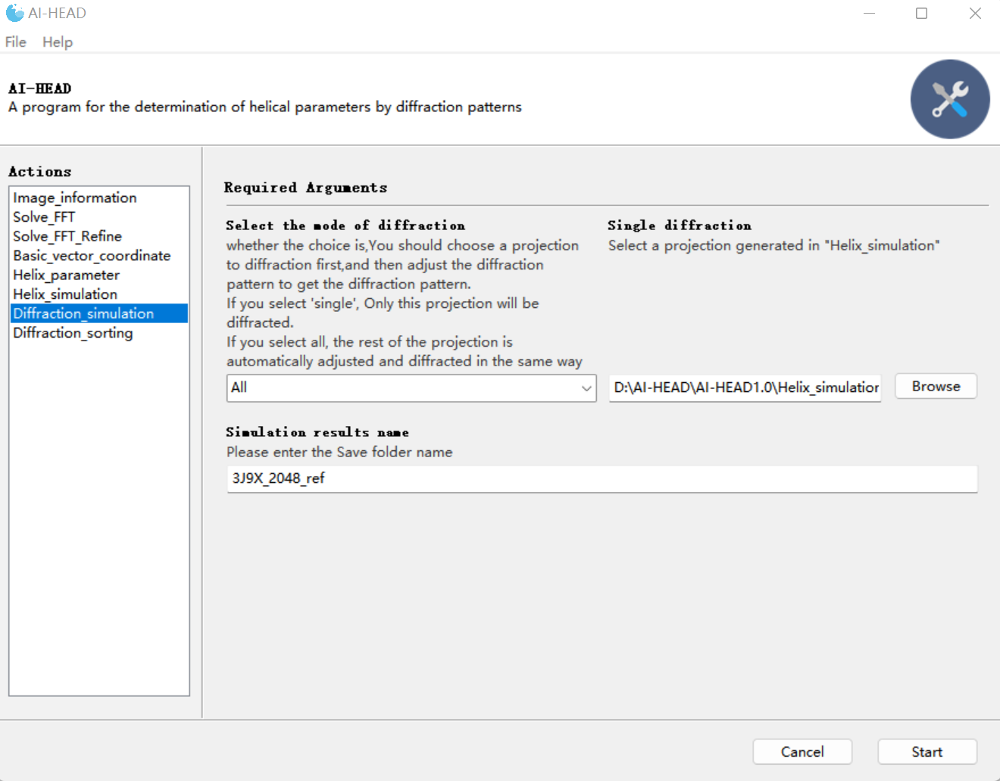 AI-HEAD
File Help
AI-HEAD
A program for the determination of helical parameters by diffraction patterns
Actions
Image_information
Solve_FFT
Solve_FFT_Refine
Basic_vector_coordinate
Helix_parameter
Helix_simulation
Diffraction_simulation
Diffraction_sorting
Required Arguments
Select the mode of diffraction
whether the choice is,You should choose a projection
to diffraction first,and then adjust the diffraction
pattern to get the diffraction pattern.
If you select 'single', Only this projection will be
diffracted.
If you select all, the rest of the projection is
automatically adjusted and diffracted in the same way
All
Single diffraction
Select a projection generated in "Helix_simulation"
D:\AI-HEAD\AI-HEAD1.0\Helix_simulation
Browse
Simulation results name
Please enter the Save folder name
3J9X_2048_ref
Cancel Start